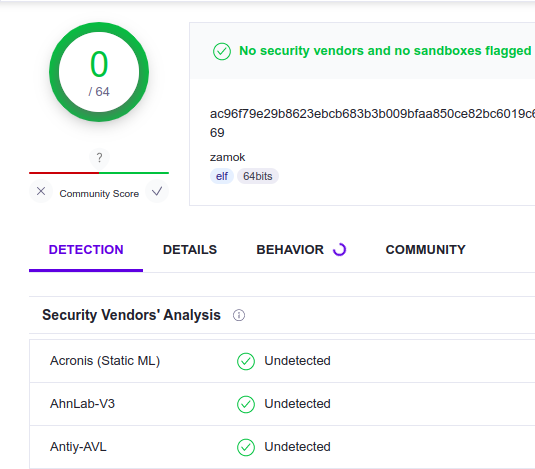 0
/ 64
?
Community Score
No security vendors and no sandboxes flagged
ac96f79e29b8623ebcb683b3b009bfaa850ce82bc6019c6
69
zamok
elf 64bits
DETECTION DETAILS BEHAVIOR COMMUNITY
Security Vendors' Analysis
Acronis (Static ML) Undetected
AhnLab-V3 Undetected
Antiy-AVL Undetected